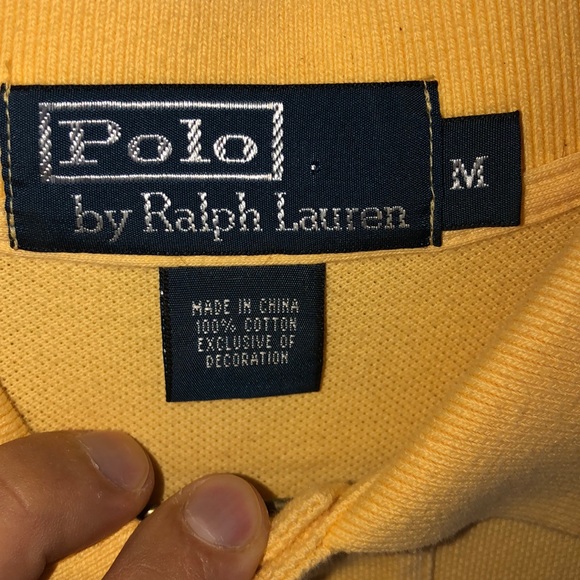 Polo
by Ralph Lauren
M
MADE IN CHINA
100% COTTON
EXCLUSIVE OF
DECORATION